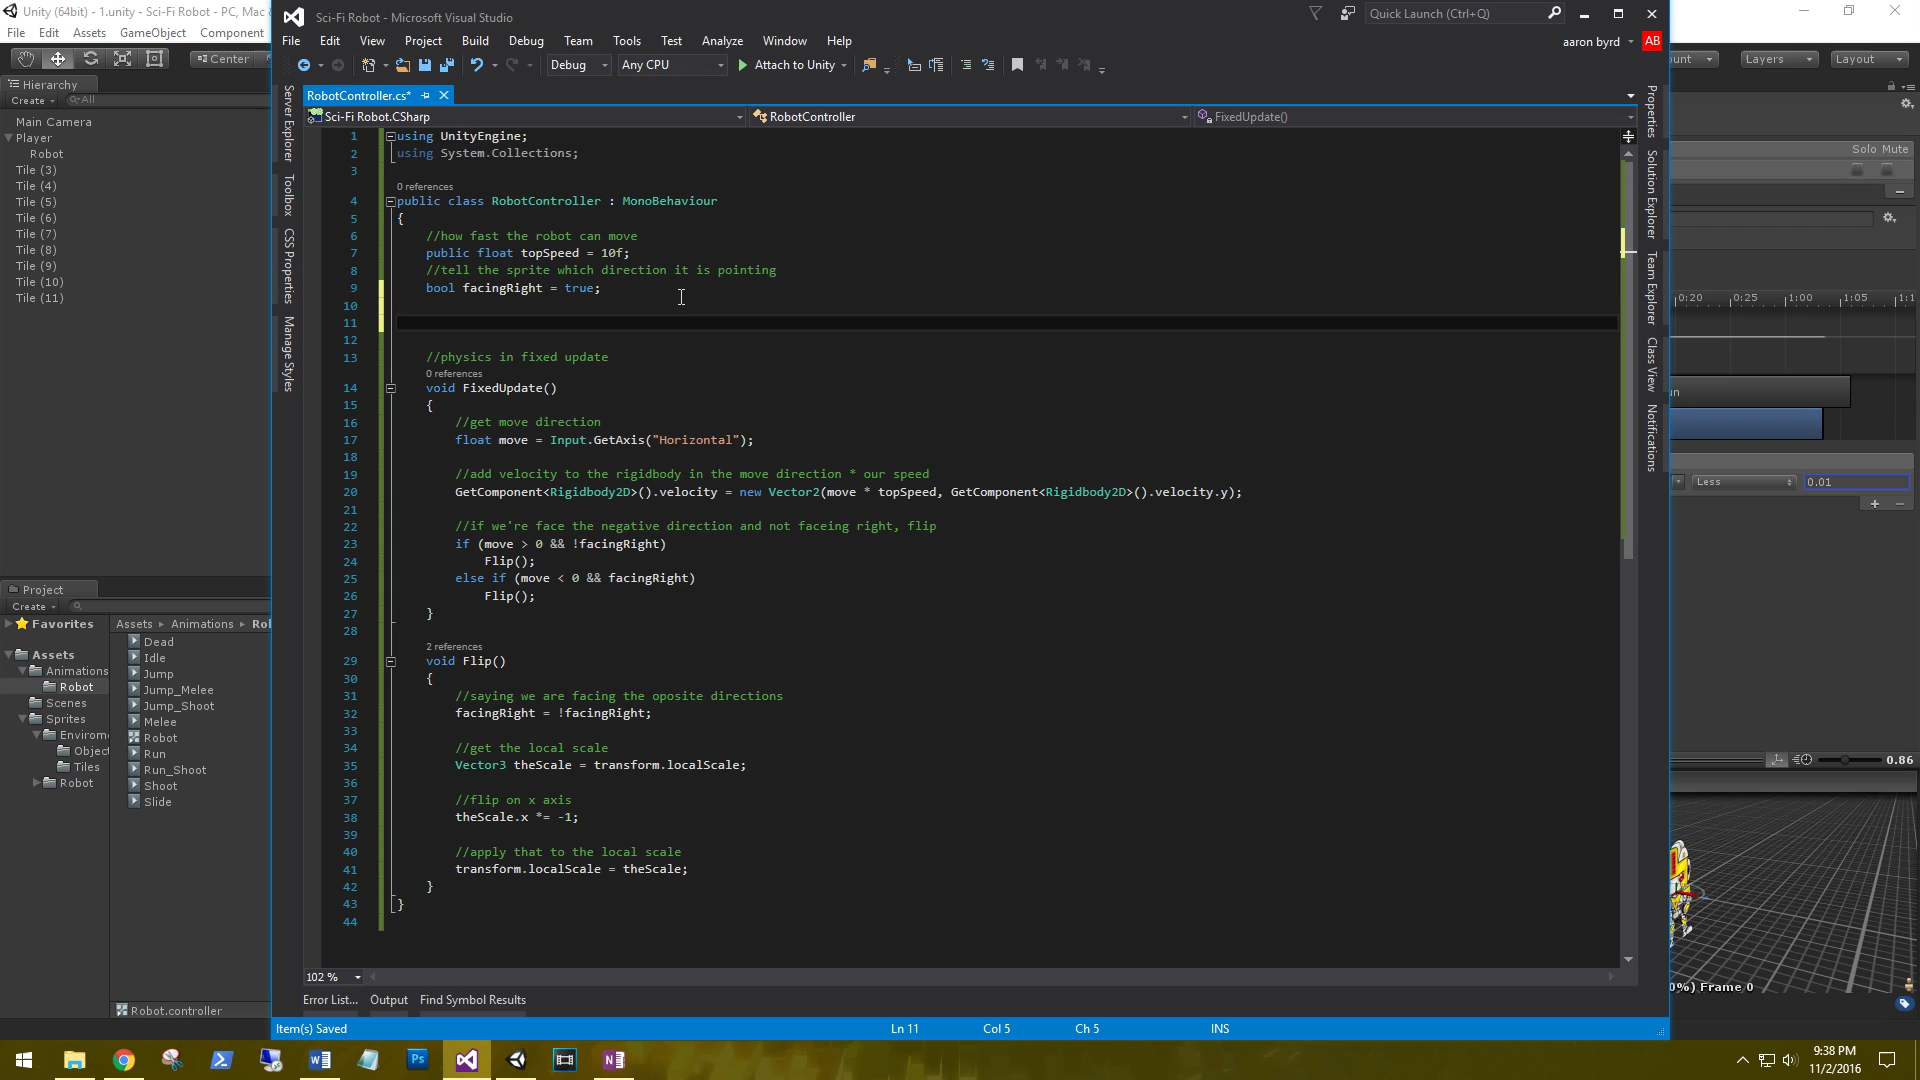 Unity (64bit) - 1.unity - Sci-Fi Robot - PC, Mac &
File Edit Assets GameObject Component
Center
Hierarchy
Create All
Main Camera
Player
Robot
Tile (3)
Tile (4)
Tile (5)
Tile (6)
Tile (7)
Tile (8)
Tile (9)
Tile (10)
Tile (11)
Project
Create
Favorites
Assets
Animations
Robot
Scenes
Sprites
Envirom
Object
Tiles
Robot
Assets Animations Rol
Dead
Idle
Jump
Jump_Melee
Jump_Shoot
Melee
Robot
Run
Run_Shoot
Shoot
Slide
Robot.controller
Sci-Fi Robot - Microsoft Visual Studio
Quick Launch (Ctrl+Q)
File Edit View Project Build Debug Team Tools Test Analyze Window Help
aaron byrd AB
Debug Any CPU Attach to Unity
RobotController.cs*
Sci-Fi Robot.CSharp RobotController FixedUpdate()
Server Explorer
Toolbox
CSS Properties
Manage Styles
1 using UnityEngine;
2 using System.Collections;
3
0 references
4 public class RobotController : MonoBehaviour
5 {
6 //how fast the robot can move
7 public float topSpeed = 10f;
8 //tell the sprite which direction it is pointing
9 bool facingRight = true;
10
11
12
13 //physics in fixed update
0 references
14 void FixedUpdate()
15 {
16 //get move direction
17 float move = Input.GetAxis("Horizontal");
18
19 //add velocity to the rigidbody in the move direction * our speed
20 GetComponent<Rigidbody2D>().velocity = new Vector2(move * topSpeed, GetComponent<Rigidbody2D>().velocity.y);
21
22 //if we're face the negative direction and not faceing right, flip
23 if (move > 0 && !facingRight)
24 Flip();
25 else if (move < 0 && facingRight)
26 Flip();
27 }
28
2 references
29 void Flip()
30 {
31 //saying we are facing the oposite directions
32 facingRight = !facingRight;
33
34 //get the local scale
35 Vector3 theScale = transform.localScale;
36
37 //flip on x axis
38 theScale.x *= -1;
39
40 //apply that to the local scale
41 transform.localScale = theScale;
42 }
43 }
44
102 %
Error List... Output Find Symbol Results
Item(s) Saved Ln 11 Col 5 Ch 5 INS
Properties
Solution Explorer
Team Explorer
Class View
Notifications
Layers Layout
Solo Mute
0:20 0:25 1:00 1:05 1:1
Less 0.01
0.86
0%) Frame 0
9:38 PM
11/2/2016